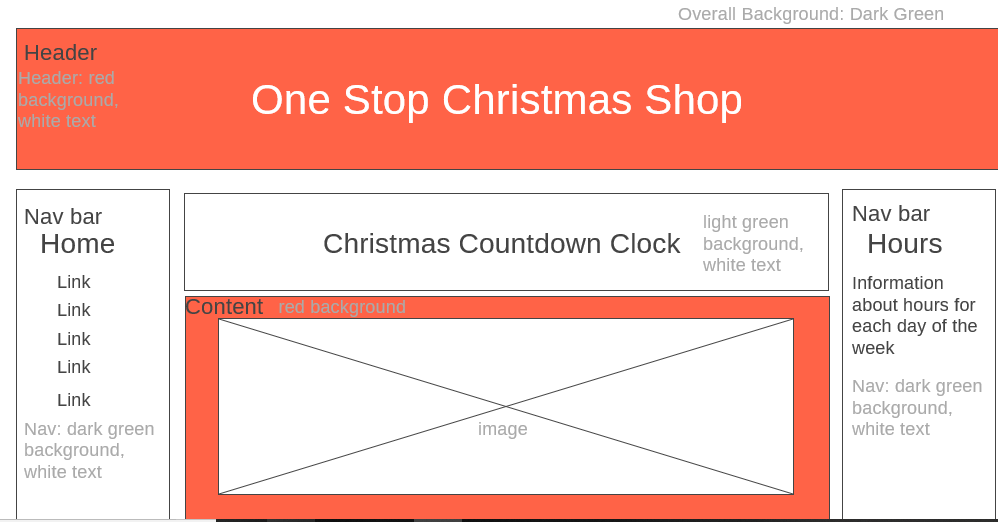 Overall Background: Dark Green
Header
Header: red
background,
white text
One Stop Christmas Shop
Nav bar
Home
Link
Link
Link
Link
Link
Nav: dark green
background,
white text
Christmas Countdown Clock
light green
background,
white text
Content
red background
image
Nav bar
Hours
Information
about hours for
each day of the
week
Nav: dark green
background,
white text